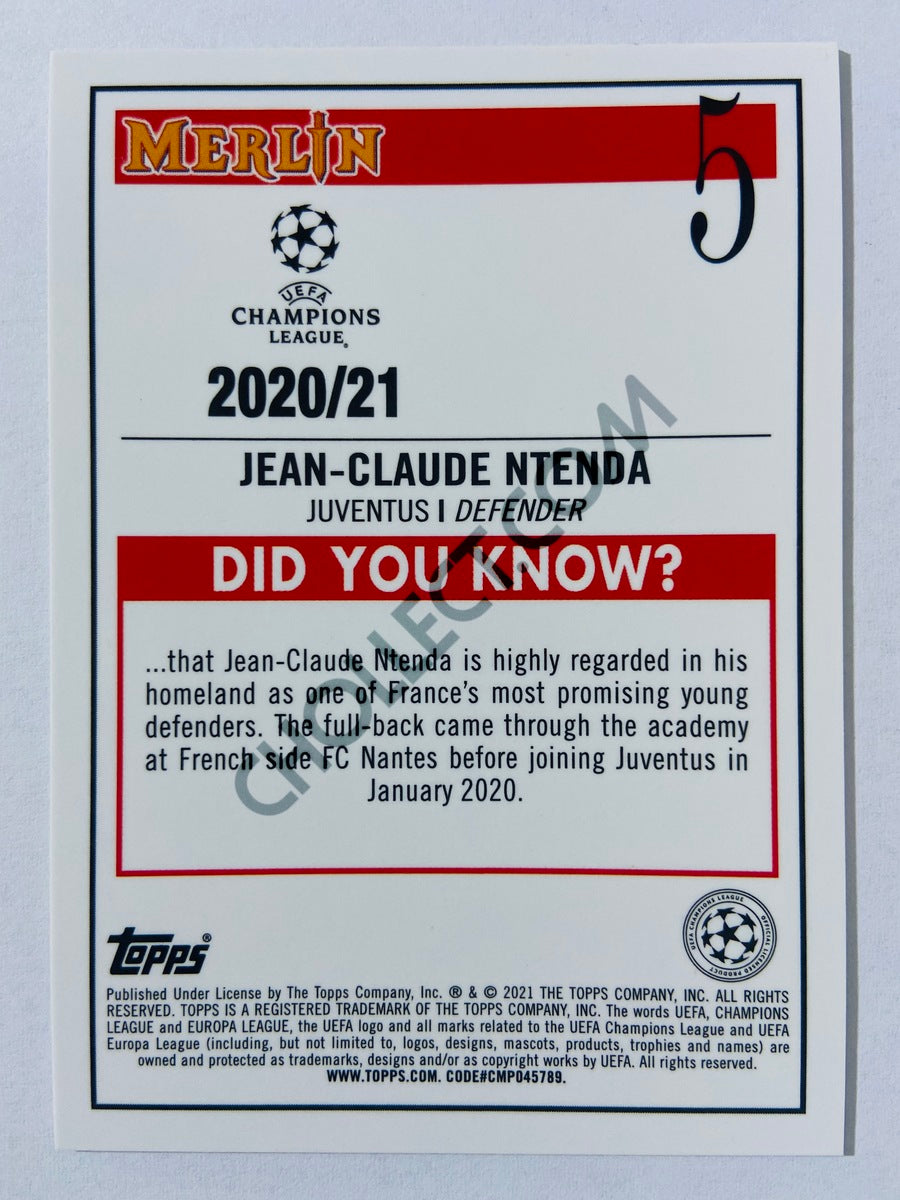 MERLIN
5
UEFA
CHAMPIONS
LEAGUE®
2020/21
JEAN-CLAUDE NTENDA
JUVENTUS | DEFENDER
DID YOU KNOW?
...that Jean-Claude Ntenda is highly regarded in his
homeland as one of France's most promising young
defenders. The full-back came through the academy
at French side FC Nantes before joining Juventus in
January 2020.
CHOLLECT.COM
Topps®
UEFA CHAMPIONS LEAGUE OFFICIAL LICENSED PRODUCT
Published Under License by The Topps Company, Inc. ® & © 2021 THE TOPPS COMPANY, INC. ALL RIGHTS
RESERVED. TOPPS IS A REGISTERED TRADEMARK OF THE TOPPS COMPANY, INC. The words UEFA, CHAMPIONS
LEAGUE and EUROPA LEAGUE, the UEFA logo and all marks related to the UEFA Champions League and UEFA
Europa League (including, but not limited to, logos, designs, mascots, products, trophies and names) are
owned and protected as trademarks, designs and/or as copyright works by UEFA. All rights reserved.
WWW.TOPPS.COM. CODE#CMP045789.